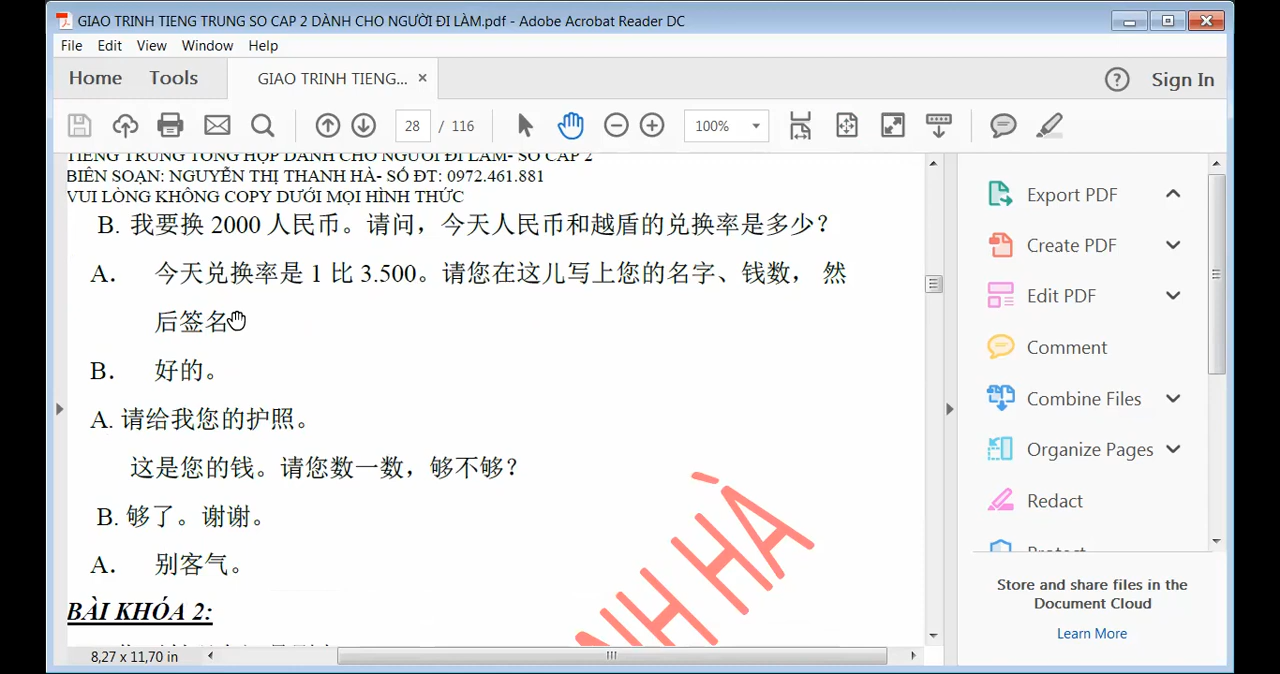 GIAO TRINH TIENG TRUNG SO CAP 2 DÀNH CHO NGƯỜI ĐI LÀM.pdf - Adobe Acrobat Reader DC
File Edit View Window Help
Home Tools GIAO TRINH TIENG... × ? Sign In
28 / 116 100%
TIENG TRUNG TONG HỢP DANH CHO NGƯỜI ĐI LAM- SO CAP 2
BIÊN SOẠN: NGUYỄN THỊ THANH HÀ- SỐ ĐT: 0972.461.881
VUI LÒNG KHÔNG COPY DƯỚI MỌI HÌNH THỨC
B. 我要换 2000 人民币。请问，今天人民币和越盾的兑换率是多少？
A. 今天兑换率是 1 比 3.500。请您在这儿写上您的名字、钱数， 然
后签名
B. 好的。
A. 请给我您的护照。
这是您的钱。请您数一数，够不够？
B. 够了。谢谢。
A. 别客气。
BÀI KHÓA 2:
NH HÀ
8,27 x 11,70 in
Export PDF
Create PDF
Edit PDF
Comment
Combine Files
Organize Pages
Redact
Protect
Store and share files in the
Document Cloud
Learn More